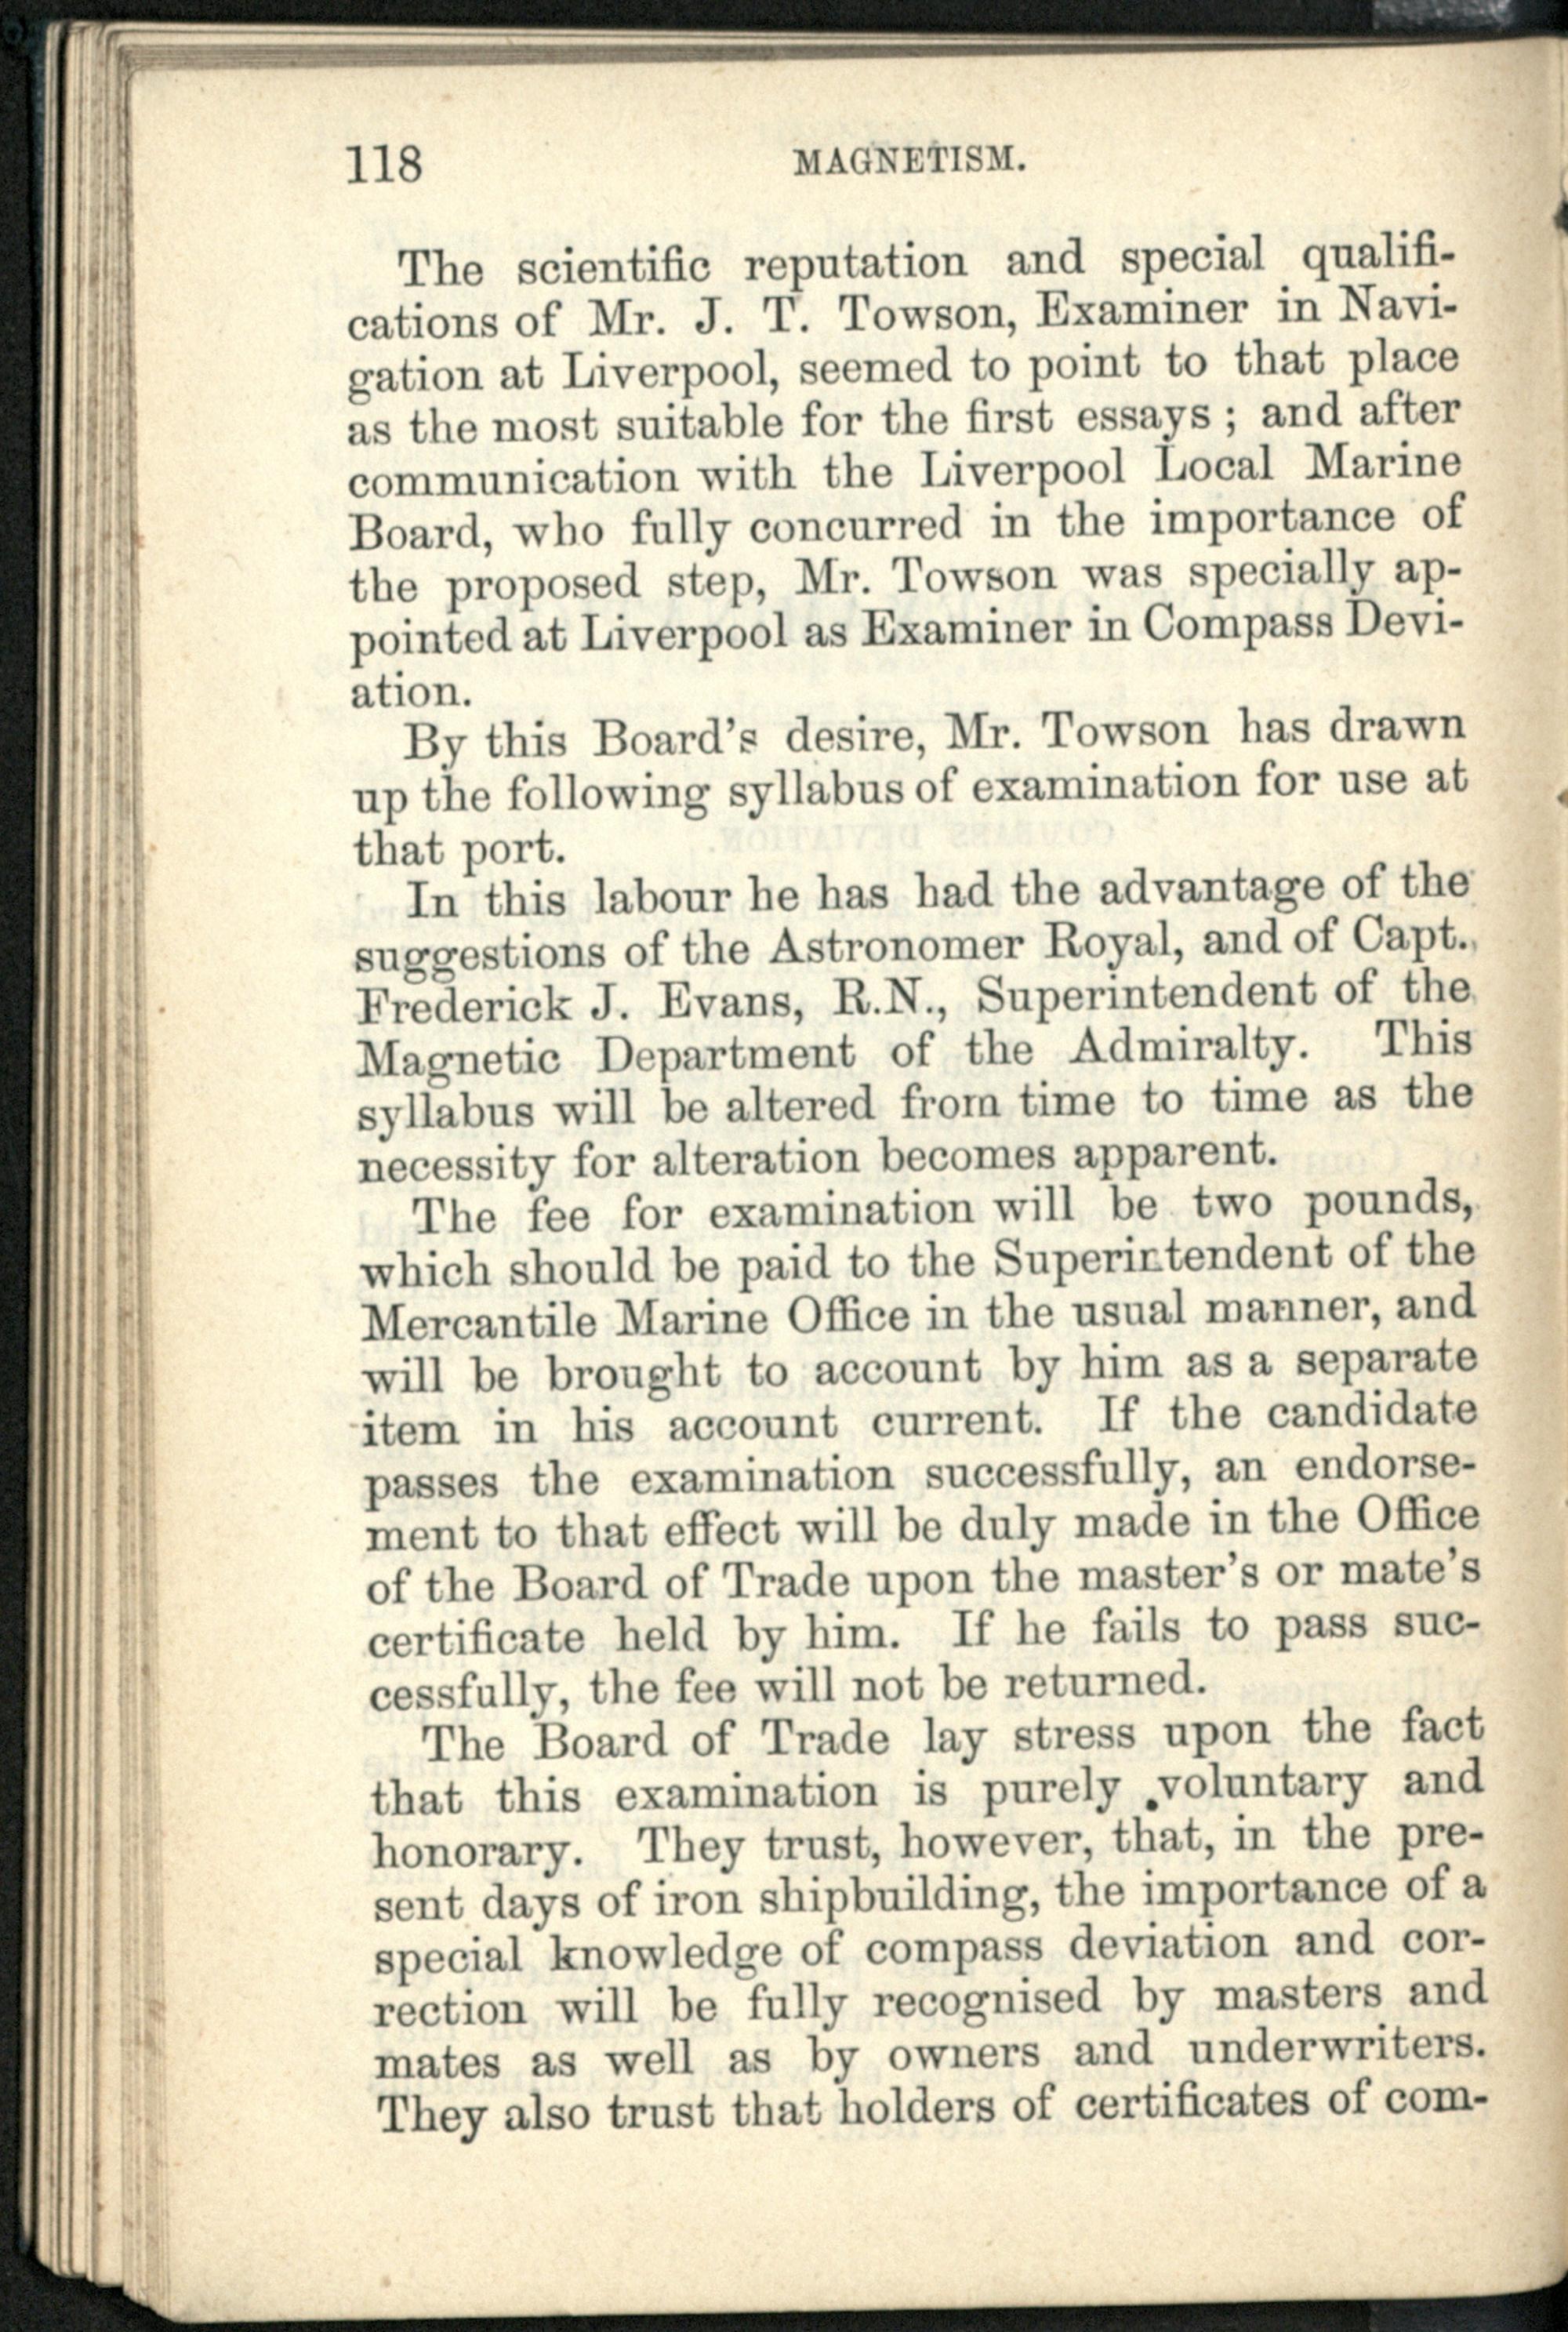 118 MAGNETISM.
The scientific reputation and special qualifi-
cations of Mr. J. T. Towson, Examiner in Navi-
gation at Liverpool, seemed to point to that place
as the most suitable for the first essays ; and after
communication with the Liverpool Local Marine
Board, who fully concurred in the importance of
the proposed step, Mr. Towson was specially ap-
pointed at Liverpool as Examiner in Compass Devi-
ation.
By this Board's desire, Mr. Towson has drawn
up the following syllabus of examination for use at
that port.
In this labour he has had the advantage of the
suggestions of the Astronomer Royal, and of Capt.
Frederick J. Evans, R.N., Superintendent of the
Magnetic Department of the Admiralty. This
syllabus will be altered from time to time as the
necessity for alteration becomes apparent.
The fee for examination will be two pounds,
which should be paid to the Superintendent of the
Mercantile Marine Office in the usual manner, and
will be brought to account by him as a separate
item in his account current. If the candidate
passes the examination successfully, an endorse-
ment to that effect will be duly made in the Office
of the Board of Trade upon the master's or mate's
certificate held by him. If he fails to pass suc-
cessfully, the fee will not be returned.
The Board of Trade lay stress upon the fact
that this examination is purely voluntary and
honorary. They trust, however, that, in the pre-
sent days of iron shipbuilding, the importance of a
special knowledge of compass deviation and cor-
rection will be fully recognised by masters and
mates as well as by owners and underwriters.
They also trust that holders of certificates of com-